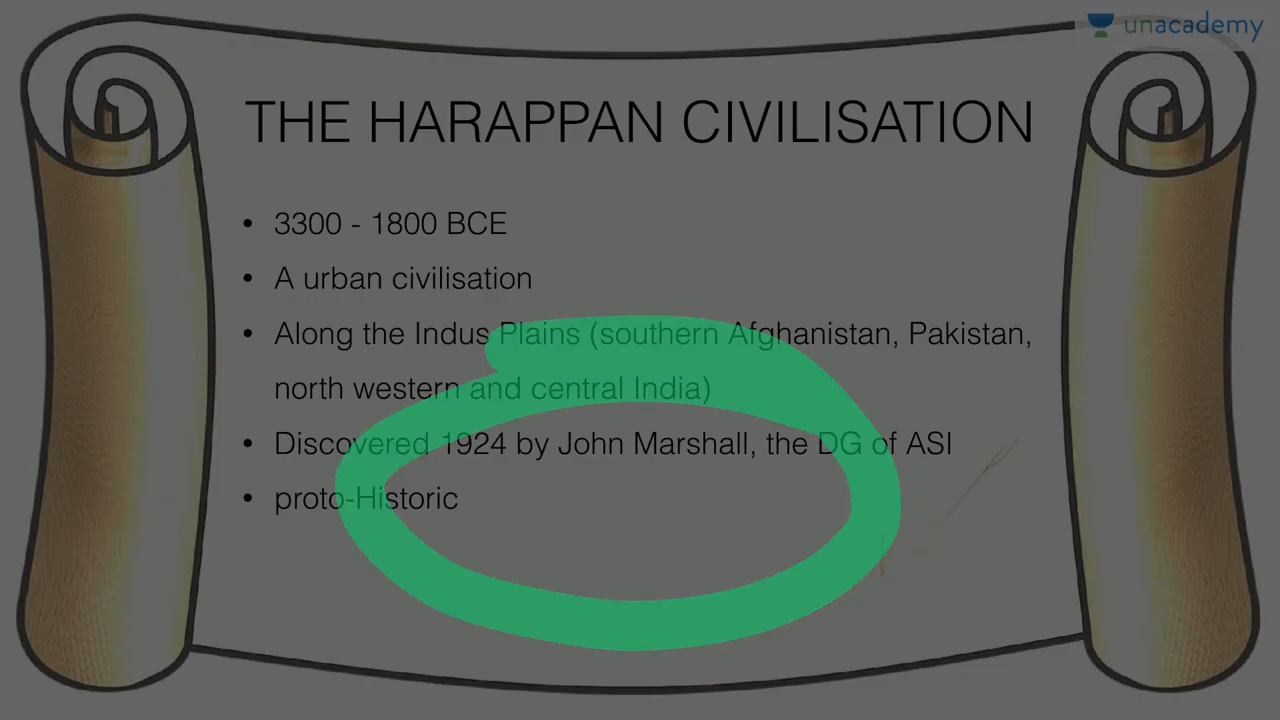 unacademy
THE HARAPPAN CIVILISATION
• 3300 - 1800 BCE
• A urban civilisation
• Along the Indus Plains (southern Afghanistan, Pakistan,
north western and central India)
• Discovered 1924 by John Marshall, the DG of ASI
• proto-Historic